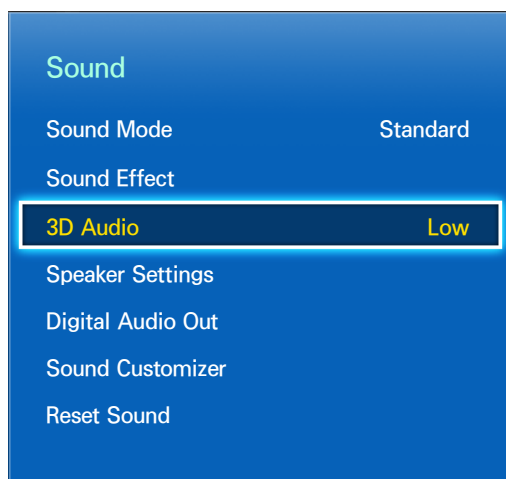 Sound
Sound Mode Standard
Sound Effect
3D Audio Low
Speaker Settings
Digital Audio Out
Sound Customizer
Reset Sound